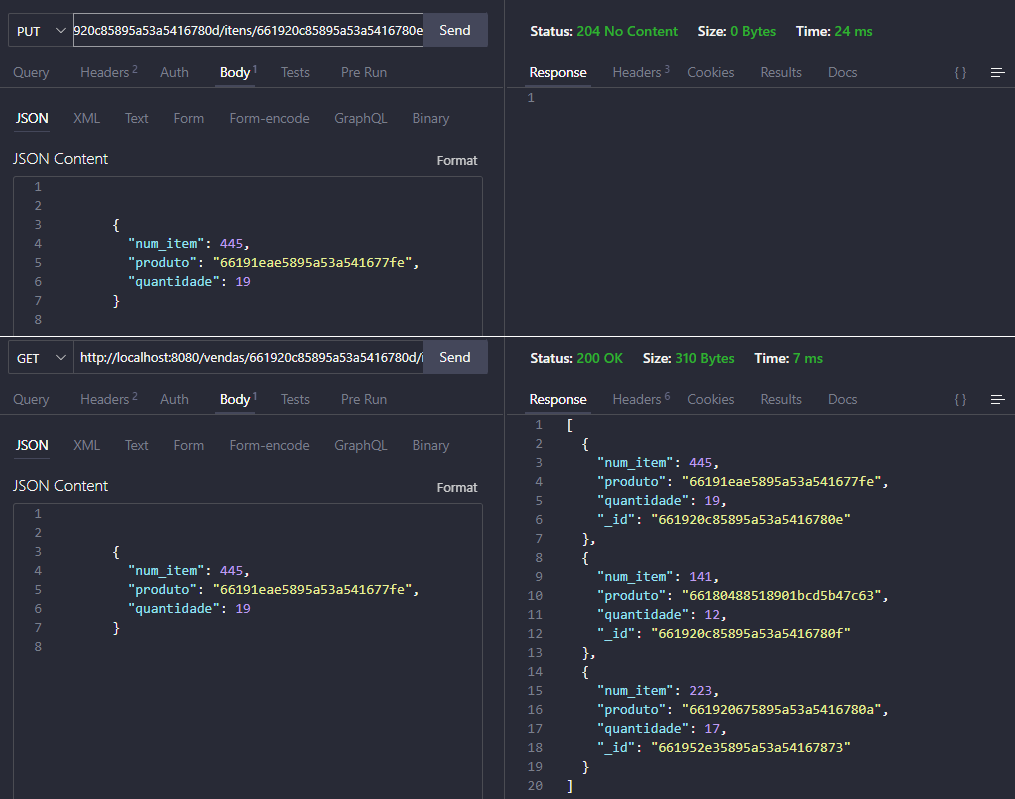 PUT 920c85895a53a5416780d/itens/661920c85895a53a5416780e Send
Status: 204 No Content Size: 0 Bytes Time: 24 ms
Query Headers 2 Auth Body 1 Tests Pre Run
Response Headers 3 Cookies Results Docs { }
JSON XML Text Form Form-encode GraphQL Binary
1
JSON Content Format
1
2
3 {
4 "num_item": 445,
5 "produto": "66191eae5895a53a541677fe",
6 "quantidade": 19
7 }
8
GET http://localhost:8080/vendas/661920c85895a53a5416780d/i Send
Status: 200 OK Size: 310 Bytes Time: 7 ms
Query Headers 2 Auth Body 1 Tests Pre Run
Response Headers 6 Cookies Results Docs { }
JSON XML Text Form Form-encode GraphQL Binary
JSON Content Format
1
2
3 {
4 "num_item": 445,
5 "produto": "66191eae5895a53a541677fe",
6 "quantidade": 19
7 }
8
1 [
2 {
3 "num_item": 445,
4 "produto": "66191eae5895a53a541677fe",
5 "quantidade": 19,
6 "_id": "661920c85895a53a5416780e"
7 },
8 {
9 "num_item": 141,
10 "produto": "66180488518901bcd5b47c63",
11 "quantidade": 12,
12 "_id": "661920c85895a53a5416780f"
13 },
14 {
15 "num_item": 223,
16 "produto": "661920675895a53a5416780a",
17 "quantidade": 17,
18 "_id": "661952e35895a53a54167873"
19 }
20 ]